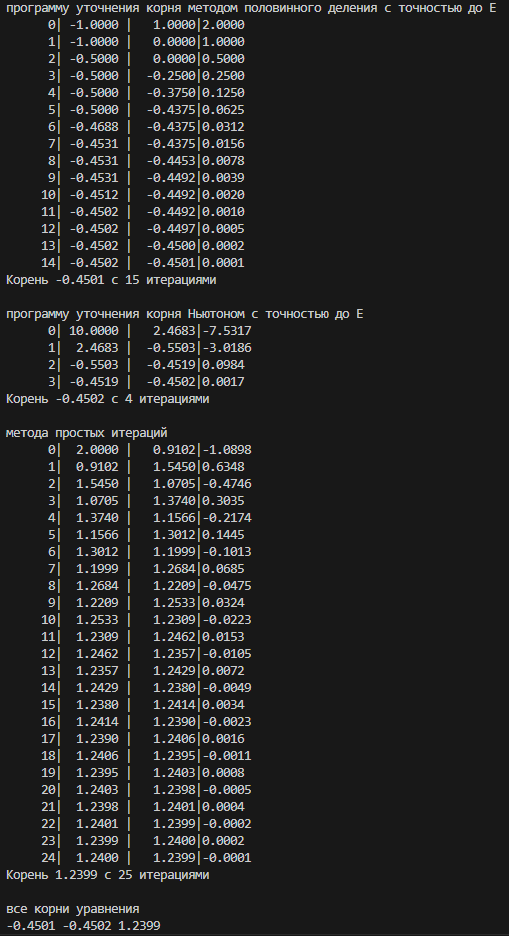 программу уточнения корня методом половинного деления с точностью до Е
0| -1.0000 | 1.0000|2.0000
1| -1.0000 | 0.0000|1.0000
2| -0.5000 | 0.0000|0.5000
3| -0.5000 | -0.2500|0.2500
4| -0.5000 | -0.3750|0.1250
5| -0.5000 | -0.4375|0.0625
6| -0.4688 | -0.4375|0.0312
7| -0.4531 | -0.4375|0.0156
8| -0.4531 | -0.4453|0.0078
9| -0.4531 | -0.4492|0.0039
10| -0.4512 | -0.4492|0.0020
11| -0.4502 | -0.4492|0.0010
12| -0.4502 | -0.4497|0.0005
13| -0.4502 | -0.4500|0.0002
14| -0.4502 | -0.4501|0.0001
Корень -0.4501 с 15 итерациями
программу уточнения корня Ньютоном с точностью до Е
0| 10.0000 | 2.4683|-7.5317
1| 2.4683 | -0.5503|-3.0186
2| -0.5503 | -0.4519|0.0984
3| -0.4519 | -0.4502|0.0017
Корень -0.4502 с 4 итерациями
метода простых итераций
0| 2.0000 | 0.9102|-1.0898
1| 0.9102 | 1.5450|0.6348
2| 1.5450 | 1.0705|-0.4746
3| 1.0705 | 1.3740|0.3035
4| 1.3740 | 1.1566|-0.2174
5| 1.1566 | 1.3012|0.1445
6| 1.3012 | 1.1999|-0.1013
7| 1.1999 | 1.2684|0.0685
8| 1.2684 | 1.2209|-0.0475
9| 1.2209 | 1.2533|0.0324
10| 1.2533 | 1.2309|-0.0223
11| 1.2309 | 1.2462|0.0153
12| 1.2462 | 1.2357|-0.0105
13| 1.2357 | 1.2429|0.0072
14| 1.2429 | 1.2380|-0.0049
15| 1.2380 | 1.2414|0.0034
16| 1.2414 | 1.2390|-0.0023
17| 1.2390 | 1.2406|0.0016
18| 1.2406 | 1.2395|-0.0011
19| 1.2395 | 1.2403|0.0008
20| 1.2403 | 1.2398|-0.0005
21| 1.2398 | 1.2401|0.0004
22| 1.2401 | 1.2399|-0.0002
23| 1.2399 | 1.2400|0.0002
24| 1.2400 | 1.2399|-0.0001
Корень 1.2399 с 25 итерациями
все корни уравнения
-0.4501 -0.4502 1.2399